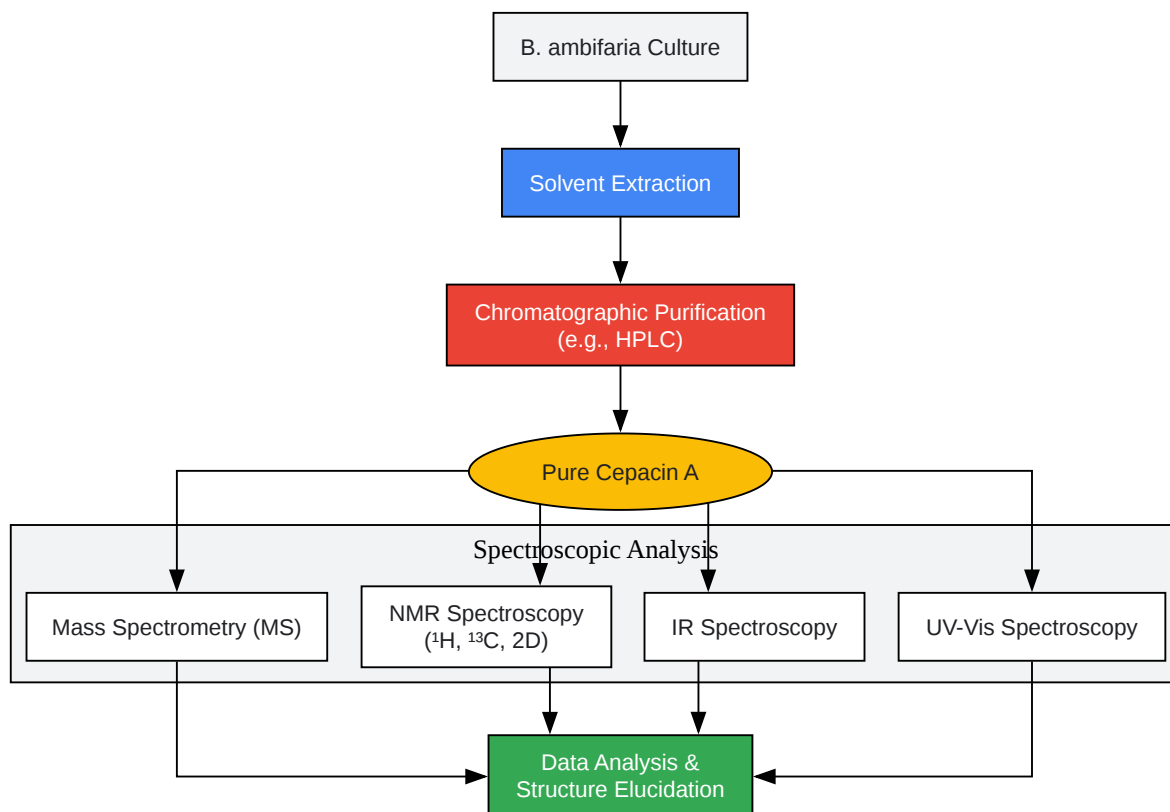 B. ambifaria Culture
Solvent Extraction
Chromatographic Purification
(e.g., HPLC)
Pure Cepacin A
Spectroscopic Analysis
Mass Spectrometry (MS)
NMR Spectroscopy
(¹H, ¹³C, 2D)
IR Spectroscopy
UV-Vis Spectroscopy
Data Analysis &
Structure Elucidation